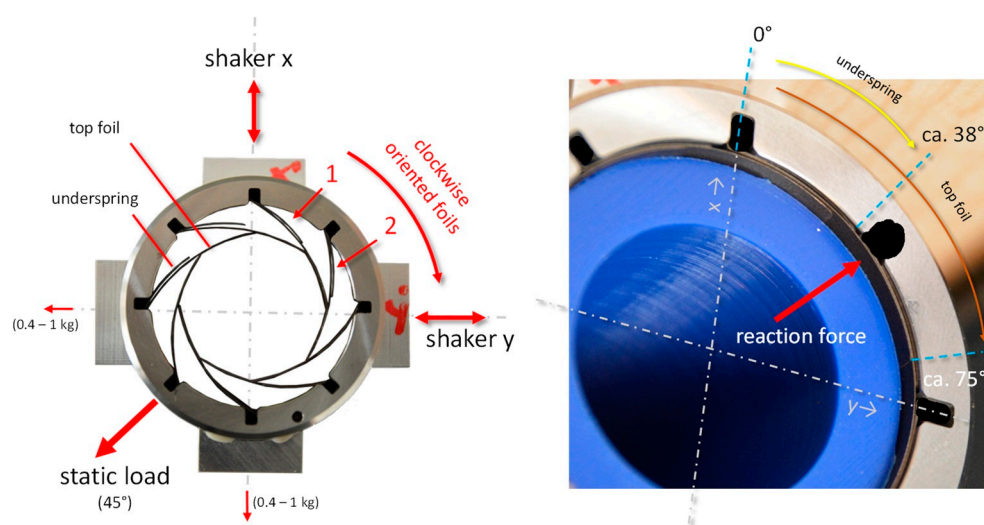 shaker x
top foil
underspring
1
2
clockwise
oriented foils
(0.4 – 1 kg)
shaker y
static load
(45°)
(0.4 – 1 kg)
0°
underspring
ca. 38°
top foil
x
reaction force
ca. 75°
y